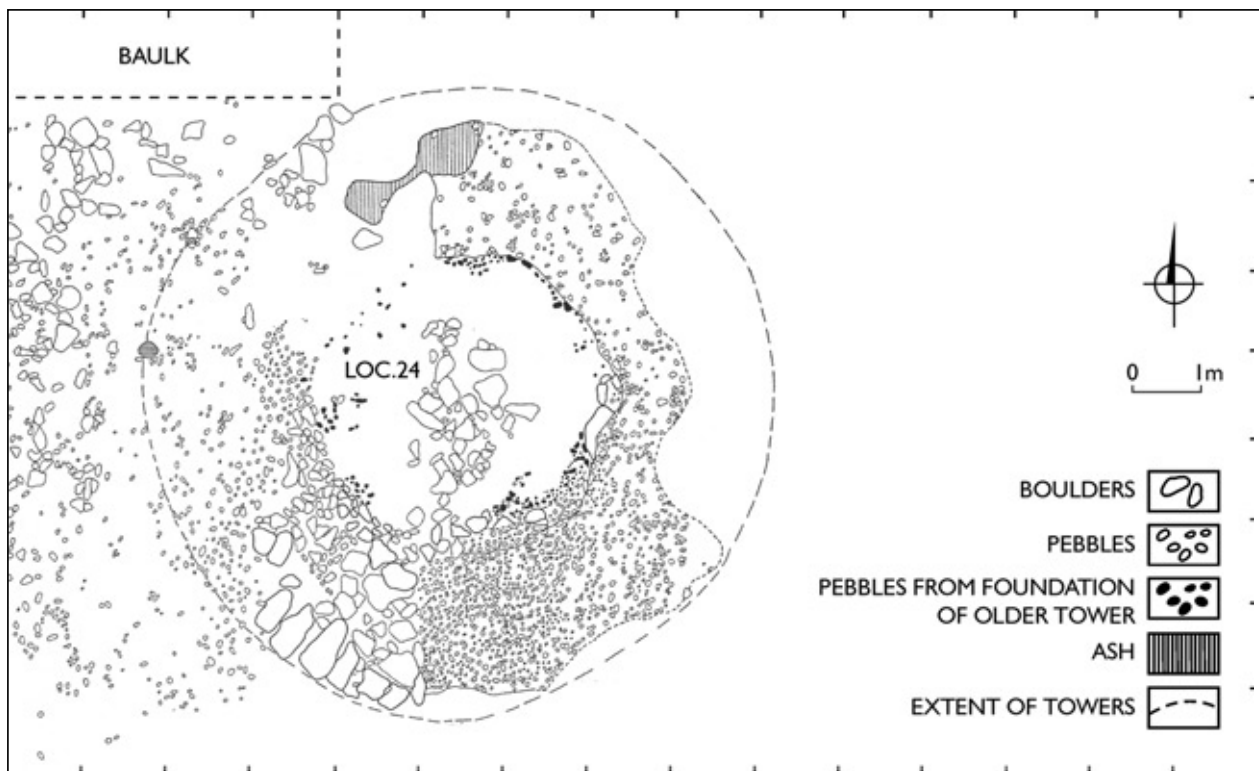 BAULK
LOC.24
0 1m
BOULDERS
PEBBLES
PEBBLES FROM FOUNDATION
OF OLDER TOWER
ASH
EXTENT OF TOWERS